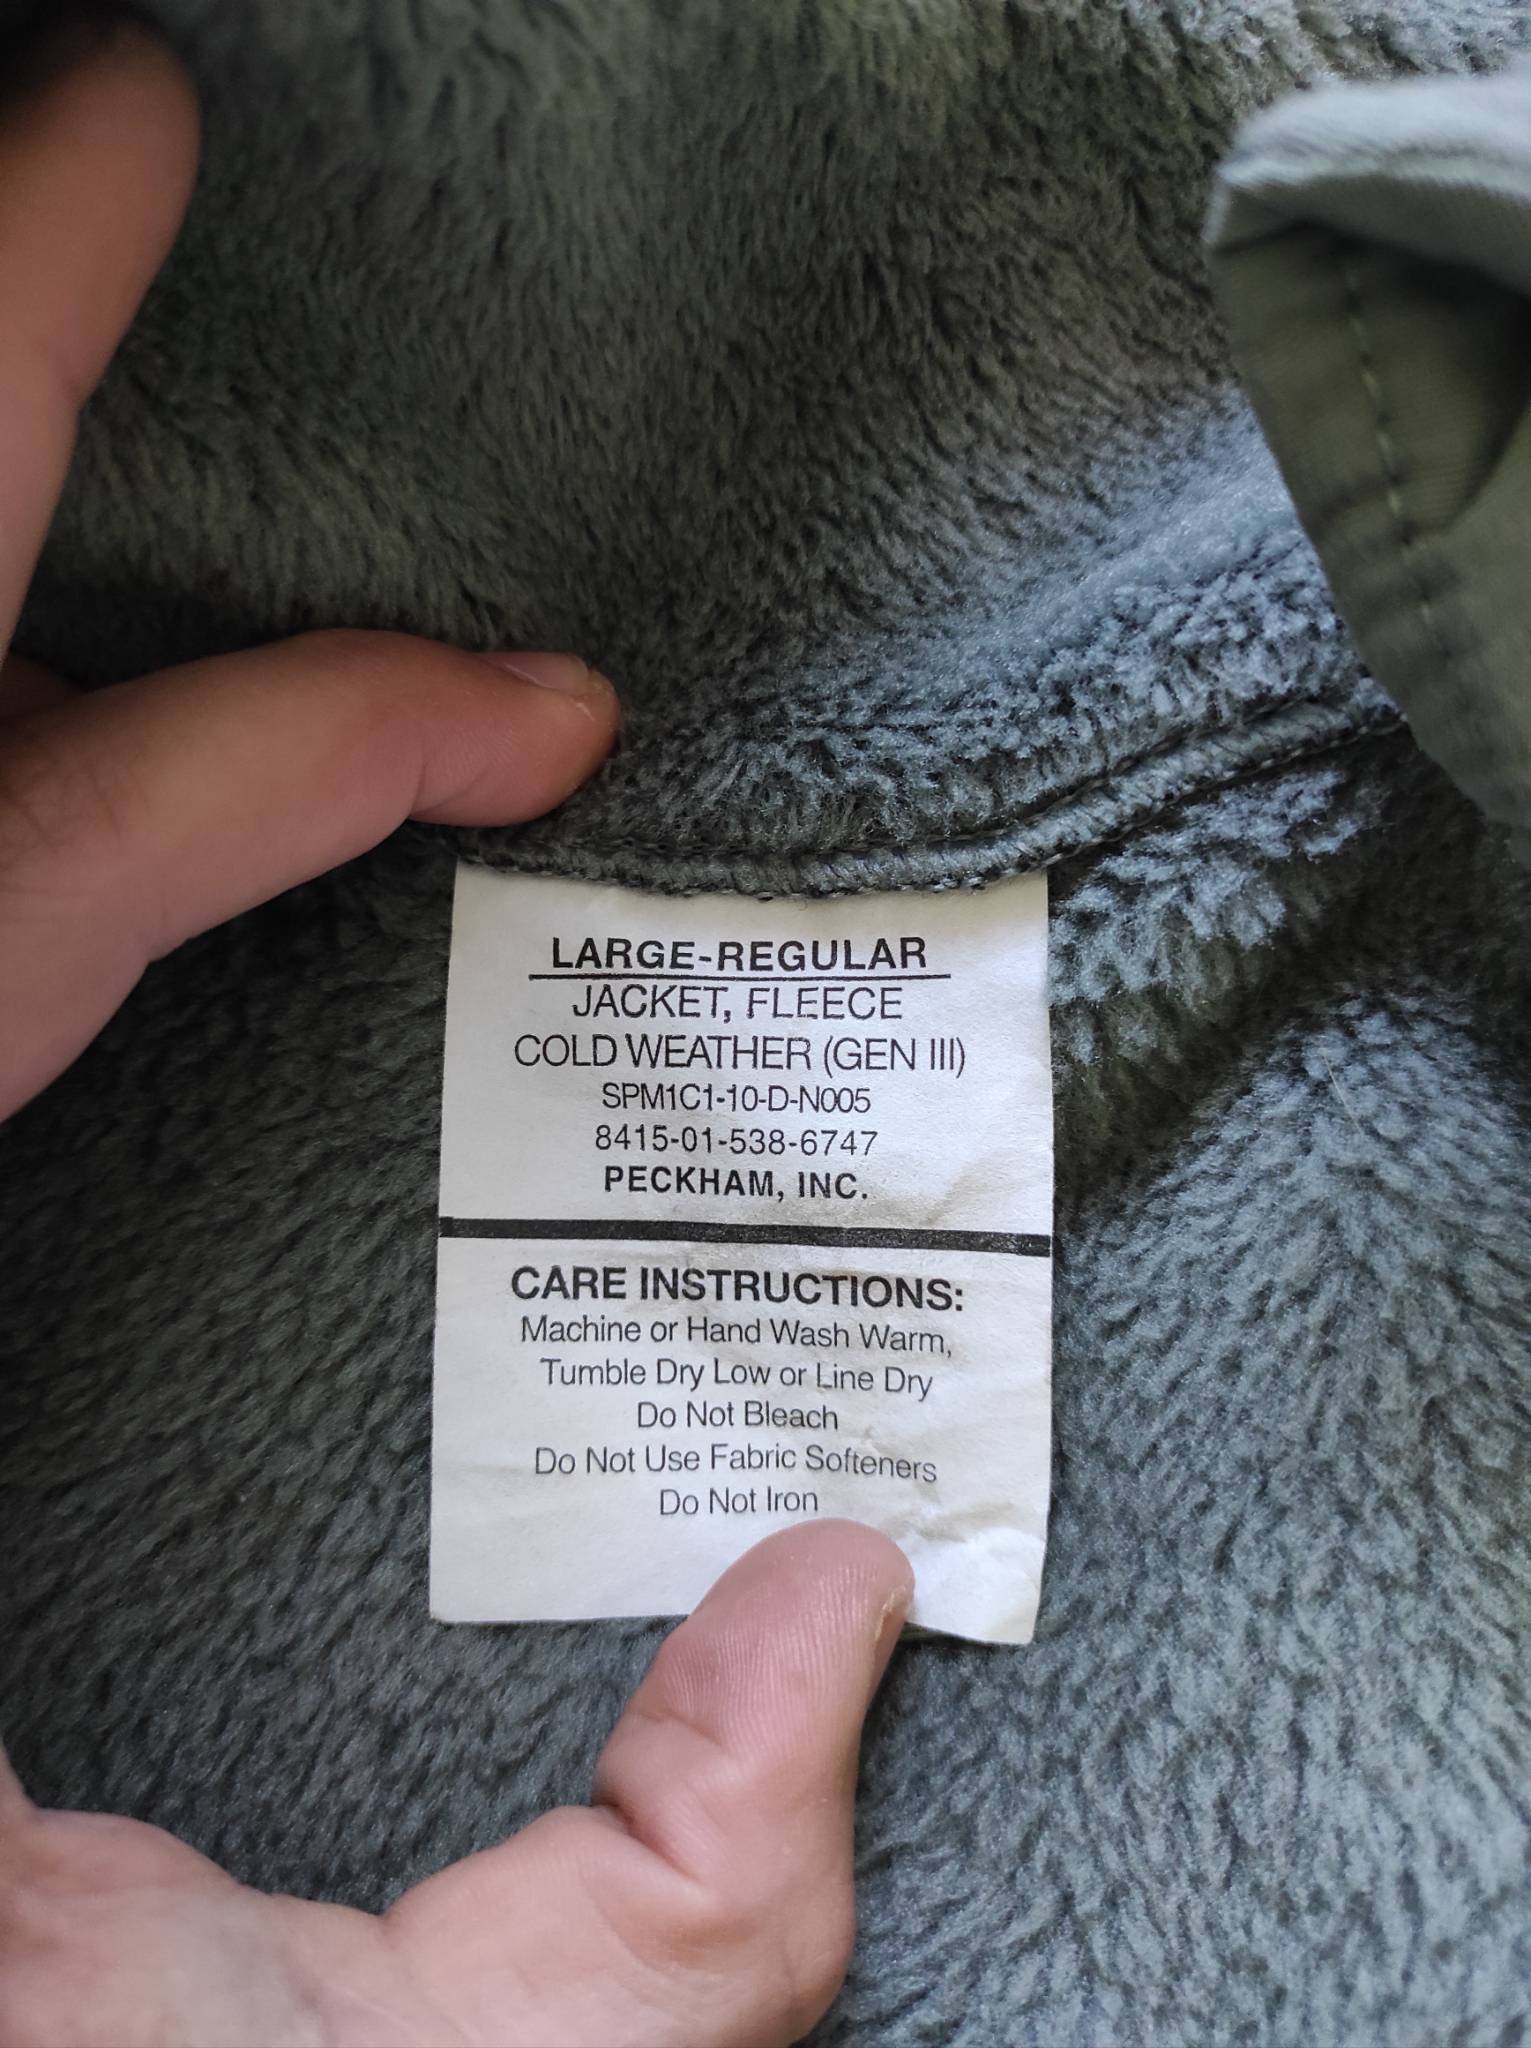 LARGE-REGULAR
JACKET, FLEECE
COLD WEATHER (GEN III)
SPM1C1-10-D-N005
8415-01-538-6747
PECKHAM, INC.
CARE INSTRUCTIONS:
Machine or Hand Wash Warm,
Tumble Dry Low or Line Dry
Do Not Bleach
Do Not Use Fabric Softeners
Do Not Iron